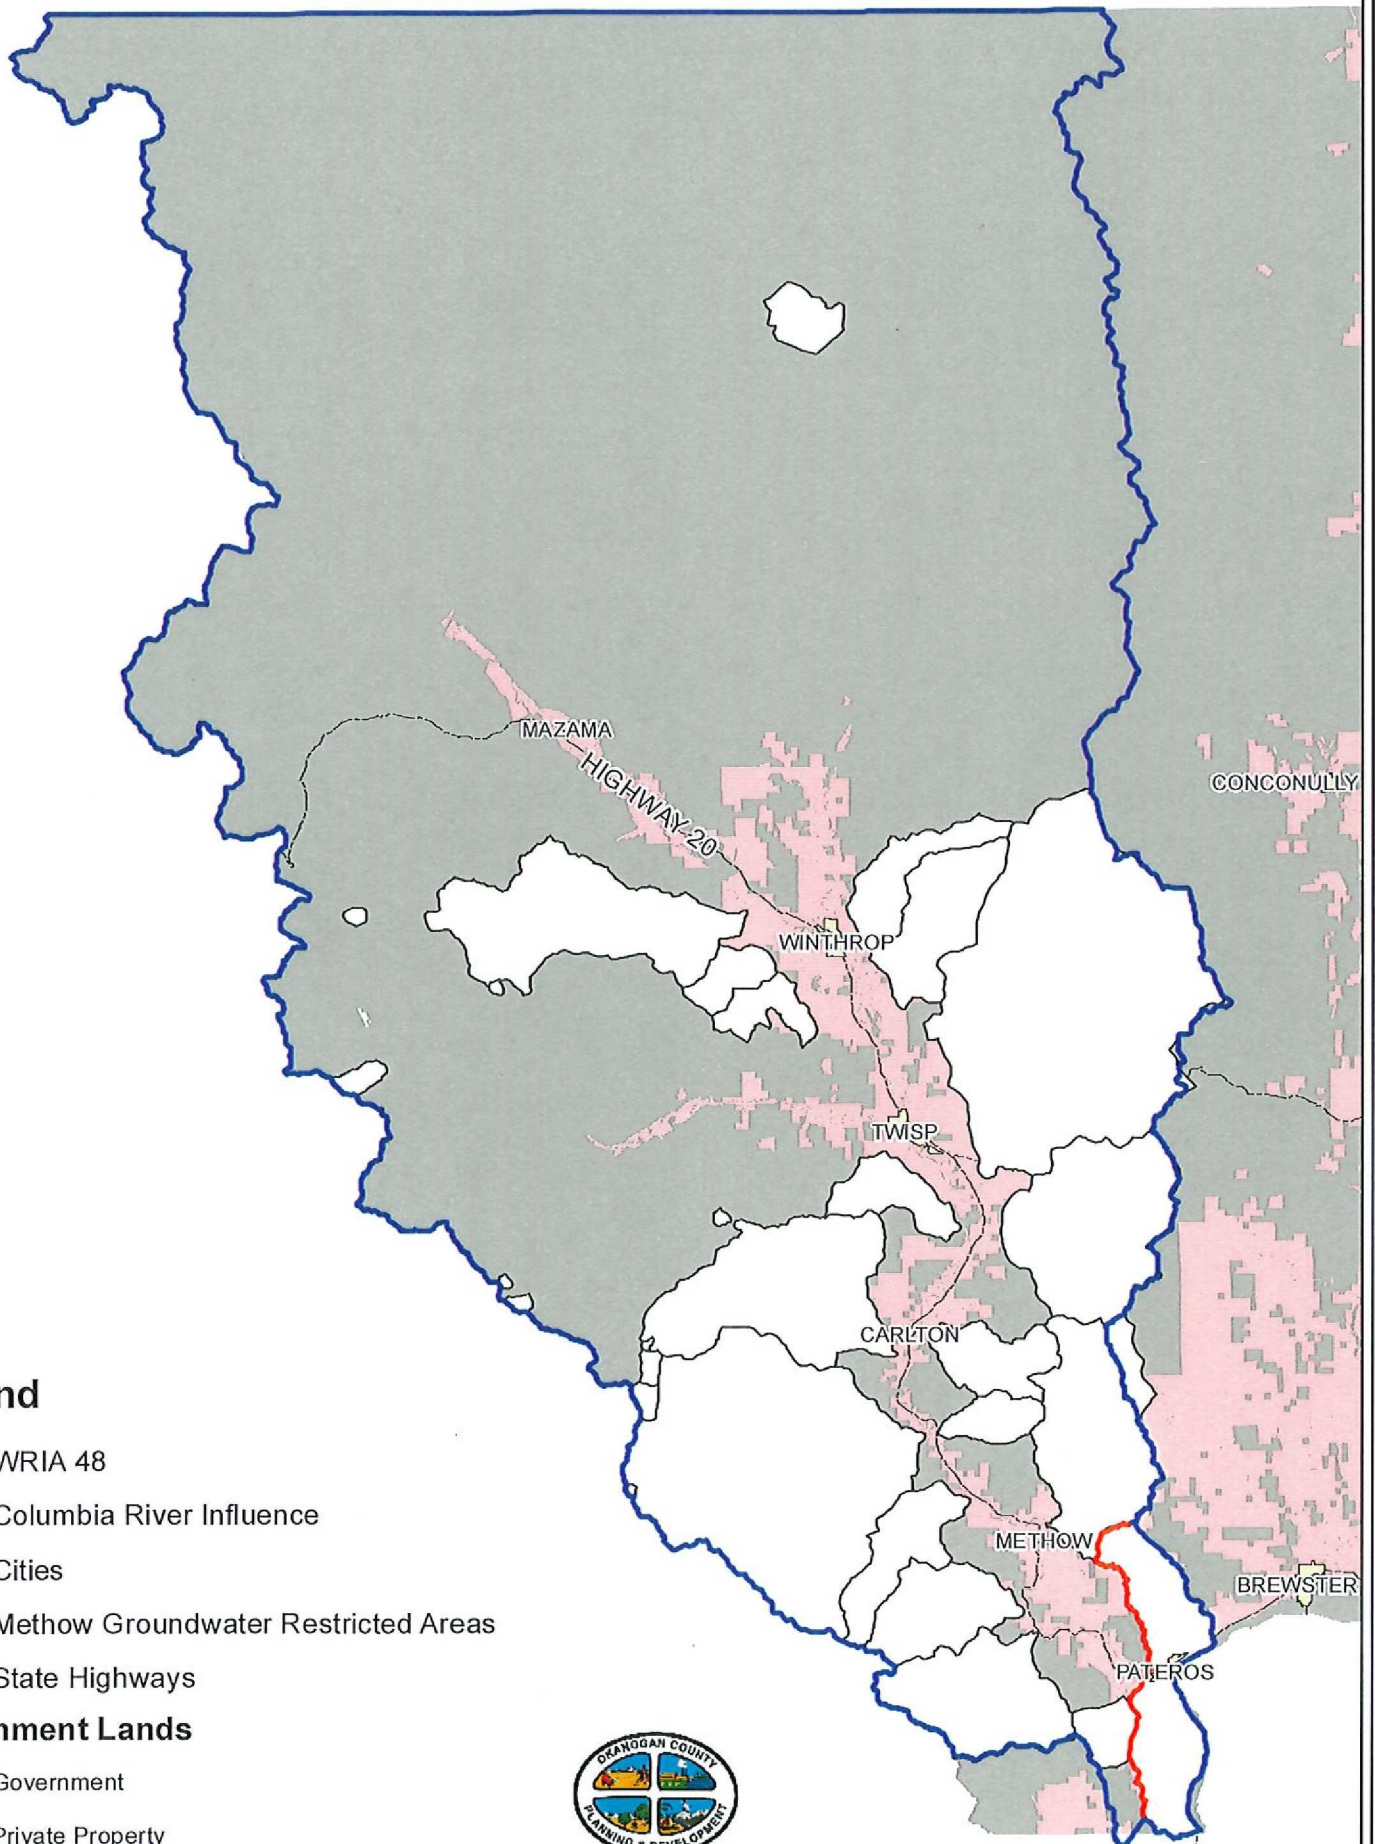 MAZAMA
HIGHWAY 20
CONCONULLY
WINTHROP
TWISP
CARLTON
nd
WRIA 48
Columbia River Influence
Cities
METHOW
BREWSTER
Methow Groundwater Restricted Areas
State Highways
PATEROS
nment Lands
Government
Private Property
OKANOGAN COUNTY
PLANNING & DEVELOPMENT